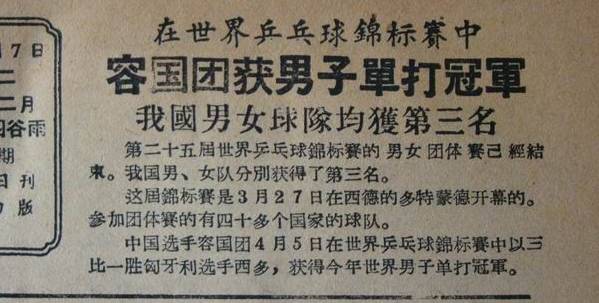 月7日
二
二月
四谷雨
期
日刊
版
在世界乒乓球錦标賽中
容国团获男子單打冠軍
我國男女球隊均獲第三名
第二十五屆世界乒乓球錦标賽的 男女 团体 賽已 經結
束。我国男、女队分别获得了第三名。
这屆錦标賽是3月27日在西德的多特蒙德开幕的。
参加团体賽的有四十多个国家的球队。
中国选手容国团4月5日在世界乒乓球錦标賽中以三
比一胜匈牙利选手西多，获得今年世界男子單打冠軍。